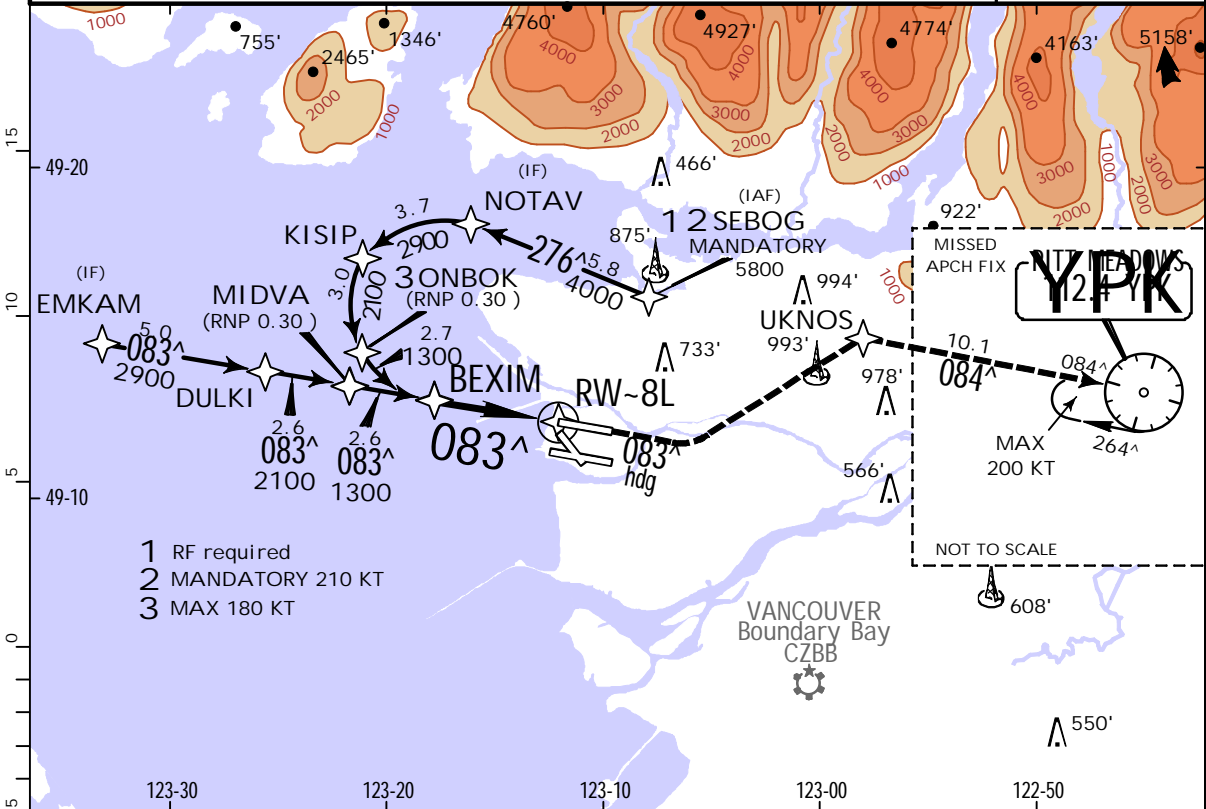 1000
755'
1346'
2465'
2000
1000
4760'
4000
3000
2000
4927'
4000
3000
2000
4774'
4000
3000
2000
1000
4163'
4000
3000
2000
1000
5158'
3000
2000
15
49-20
466'
(IF)
NOTAV
(IAF)
1 2 SEBOG
MANDATORY
5800
875'
922'
MISSED
APCH FIX
PITT MEADOWS
112.4 YPK
YPK
3.7
2900
KISIP
276^
5.8
4000
3.0
2100
3 ONBOK
(RNP 0.30)
994'
1000
(IF)
EMKAM
MIDVA
(RNP 0.30)
10
UKNOS
993'
5.0
083^
2900
2.7
1300
733'
10.1
084^
084^
978'
DULKI
BEXIM
RW~8L
264^
MAX
200 KT
2.6
083^
2100
2.6
083^
1300
083^
083^
hdg
5
49-10
566'
1 RF required
2 MANDATORY 210 KT
3 MAX 180 KT
NOT TO SCALE
608'
0
VANCOUVER
Boundary Bay
CZBB
550'
5
123-30
123-20
123-10
123-00
122-50